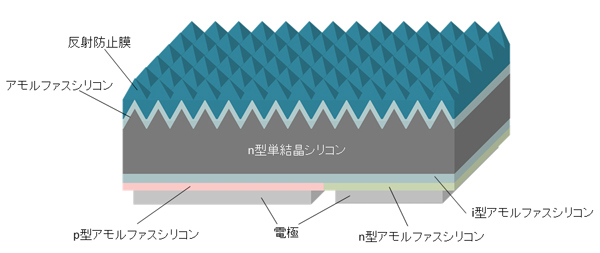 反射防止膜
アモルファスシリコン
n型単結晶シリコン
i型アモルファスシリコン
p型アモルファスシリコン
電極
n型アモルファスシリコン